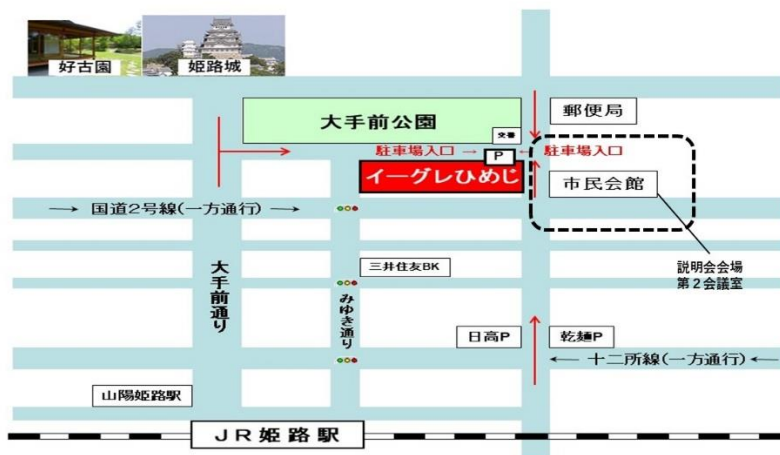 好古園
姫路城
大手前公園
交番
郵便局
駐車場入口 →
P
← 駐車場入口
イーグレひめじ
市民会館
→ 国道2号線(一方通行) →
説明会会場
第2会議室
大手前通り
三井住友BK
みゆき通り
日高P
乾麺P
← 十二所線(一方通行) ←
山陽姫路駅
JR姫路駅